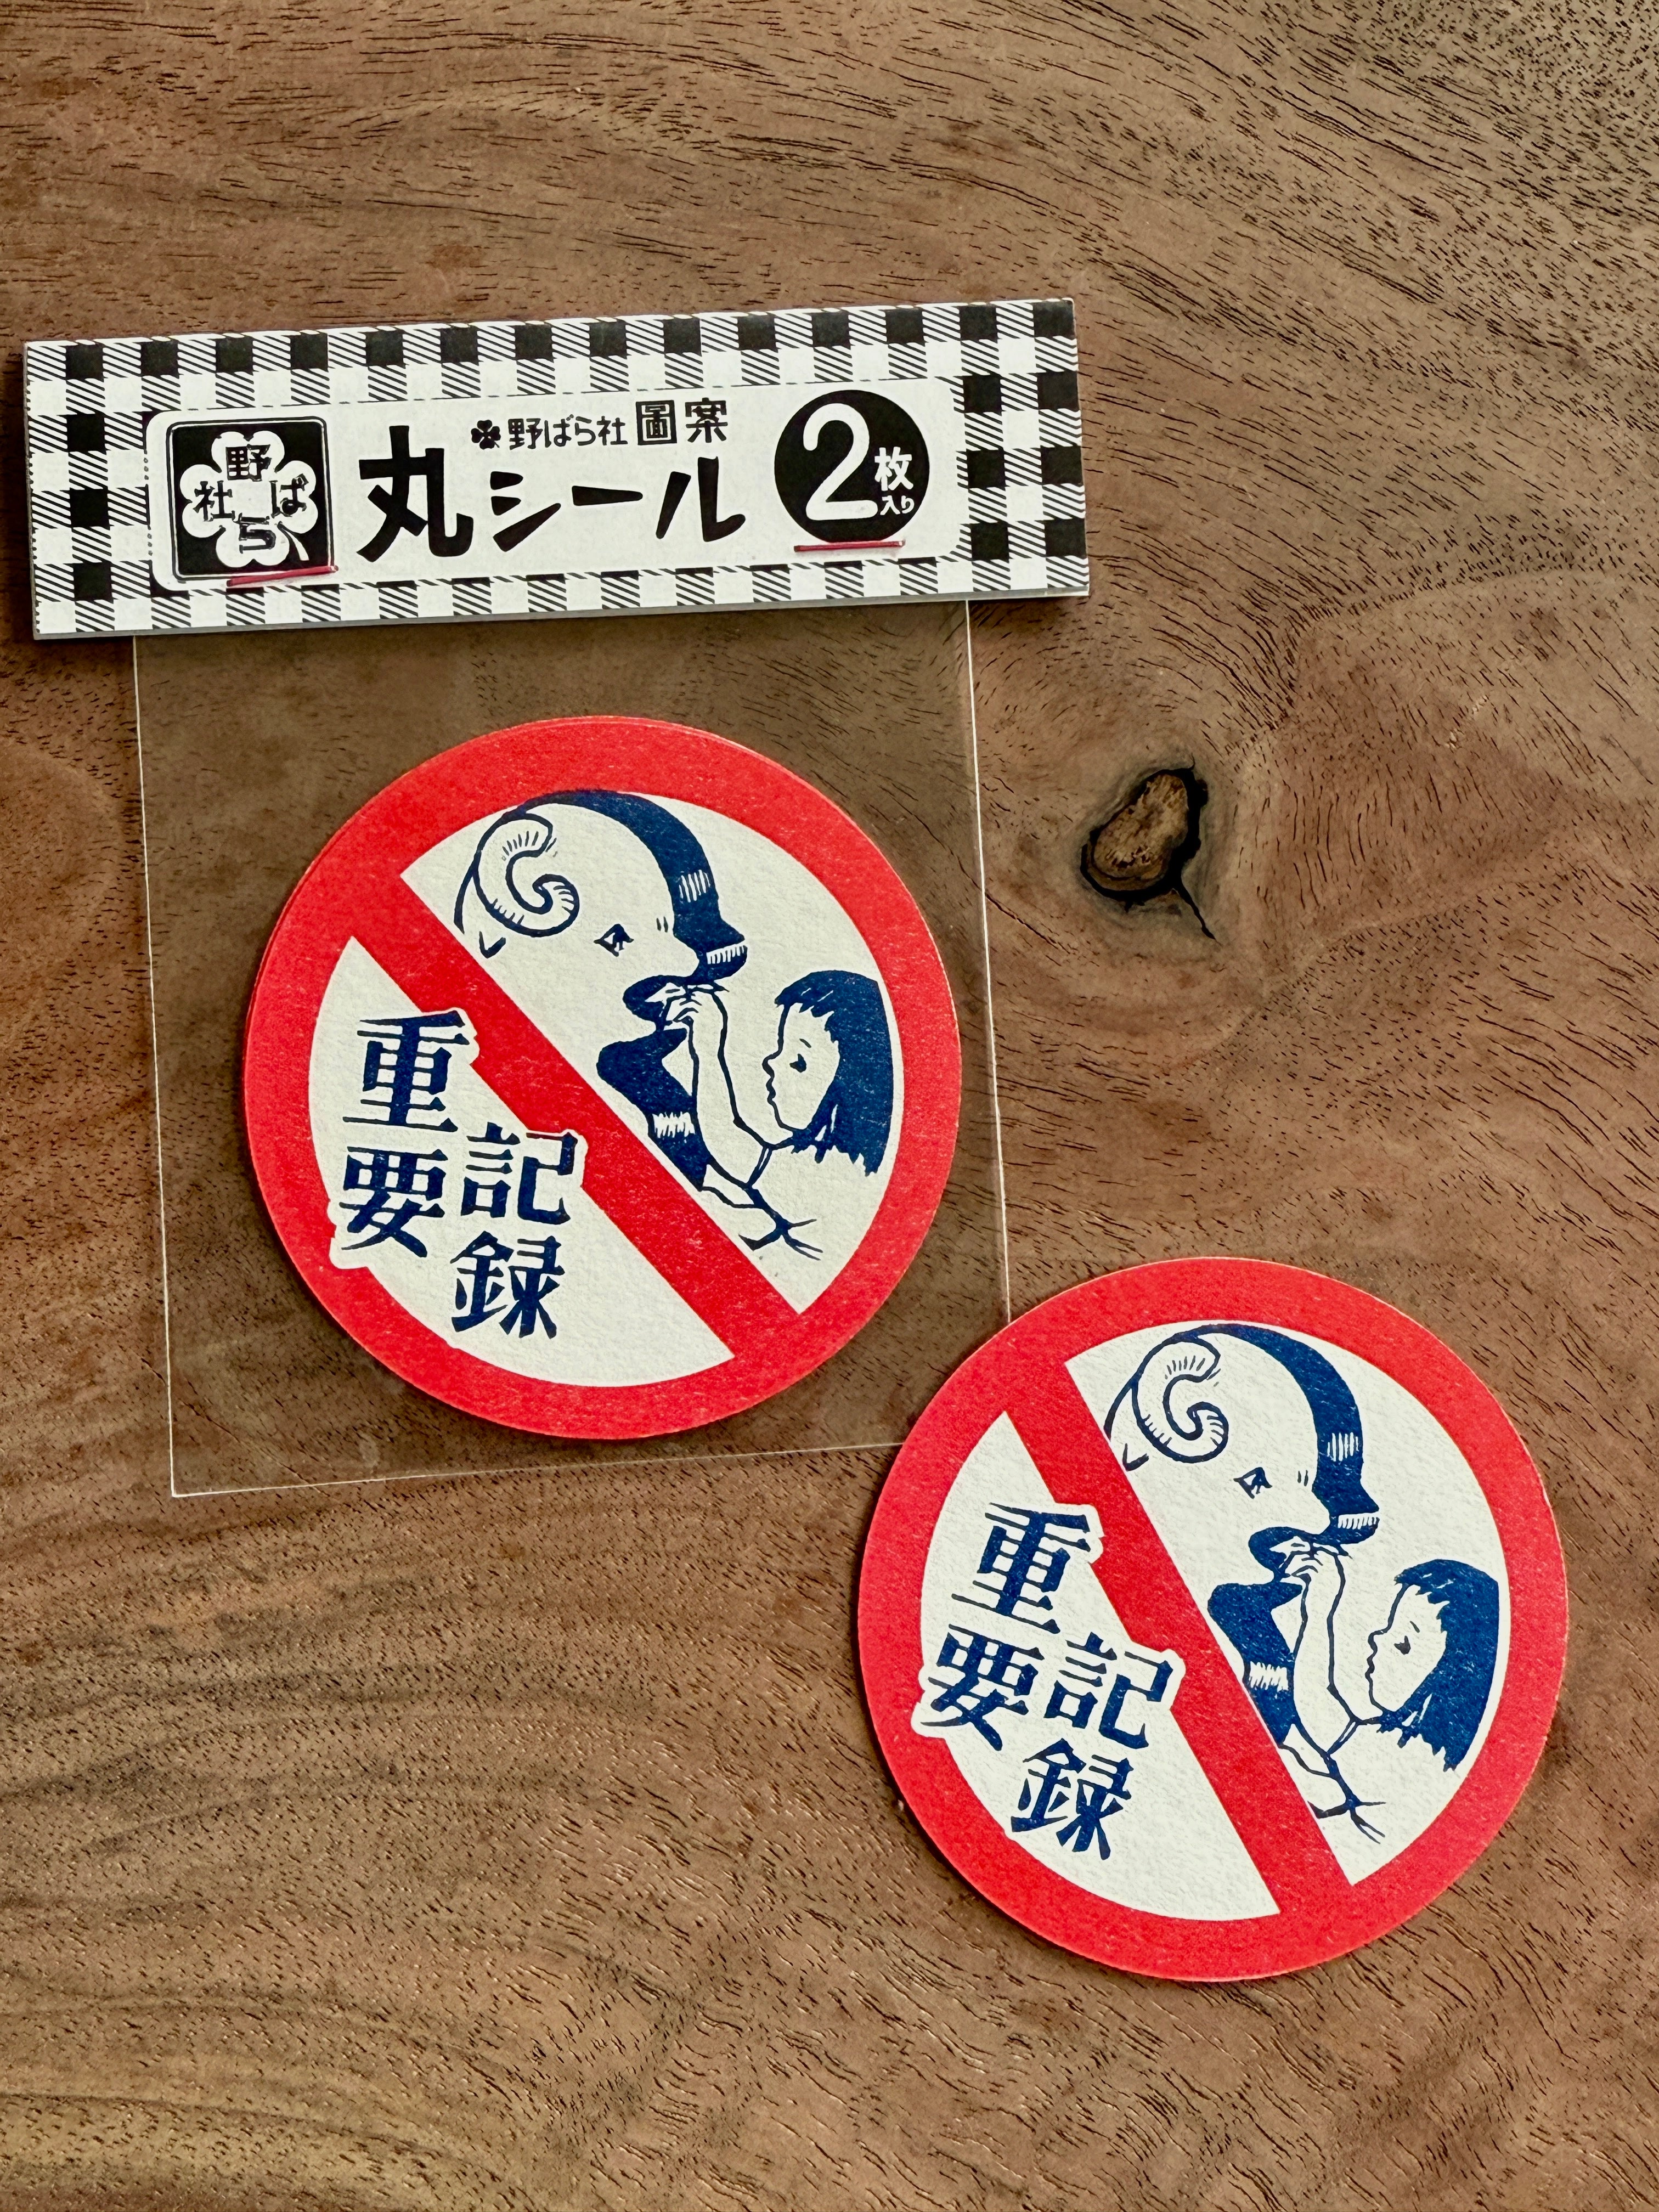 野ばら社
野ばら社圖案
丸シール
2枚入り
重要
記録
重要
記録